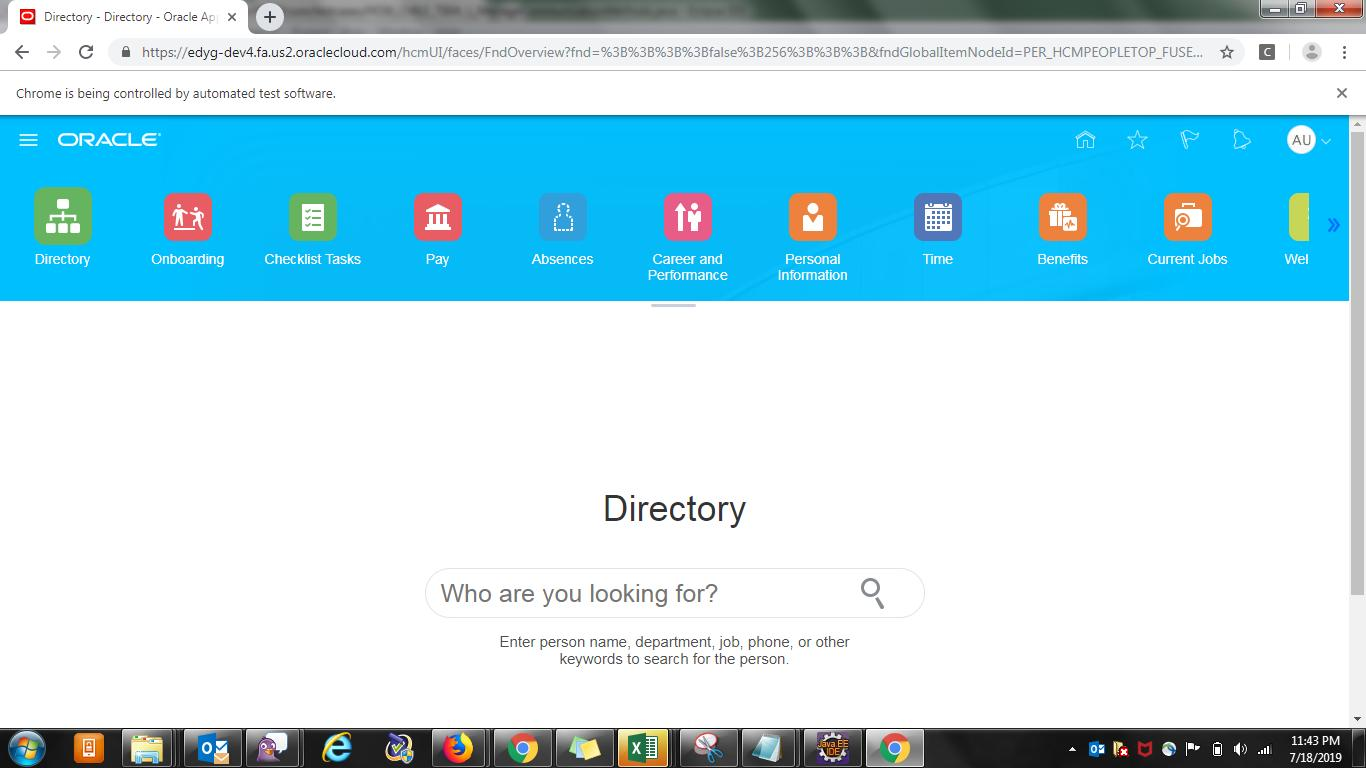 Directory - Directory - Oracle Ap
https://edyg-dev4.fa.us2.oraclecloud.com/hcmUI/faces/FndOverview?fnd=%3B%3B%3B%3Bfalse%3B256%3B%3B%3B&fndGlobalItemNodeId=PER_HCMPEOPLETOP_FUSE...
C
Chrome is being controlled by automated test software.
ORACLE
AU
Directory
Onboarding
Checklist Tasks
Pay
Absences
Career and
Performance
Personal
Information
Time
Benefits
Current Jobs
Wel
Directory
Who are you looking for?
Enter person name, department, job, phone, or other
keywords to search for the person.
Java EE
IDE
11:43 PM
7/18/2019